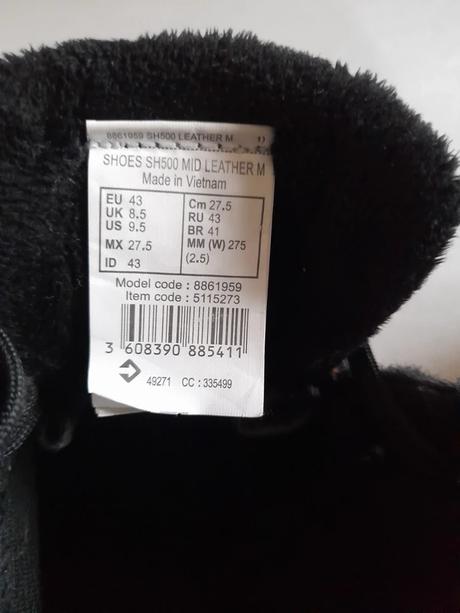 8861959 SH500 LEATHER M 1)
SHOES SH500 MID LEATHER M
Made in Vietnam
EU 43
UK 8.5
US 9.5
MX 27.5
ID 43
Cm 27.5
RU 43
BR 41
MM (W) 275
(2.5)
Model code : 8861959
Item code : 5115273
3 608390 885411
49271 CC : 335499